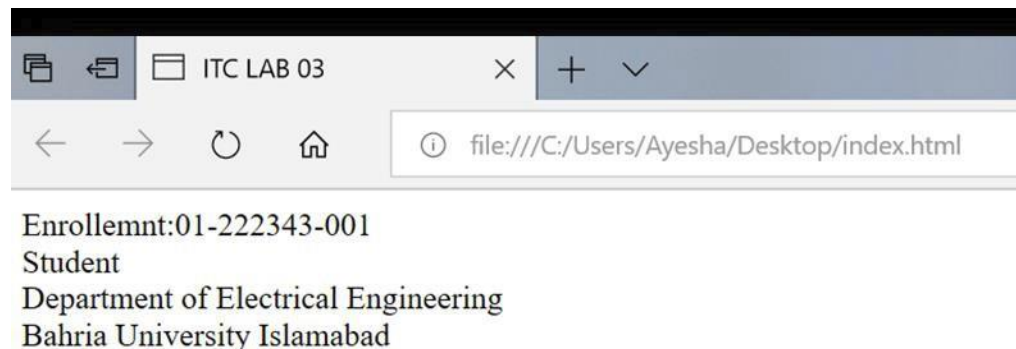 ITC LAB 03
file:///C:/Users/Ayesha/Desktop/index.html
Enrollemnt:01-222343-001
Student
Department of Electrical Engineering
Bahria University Islamabad